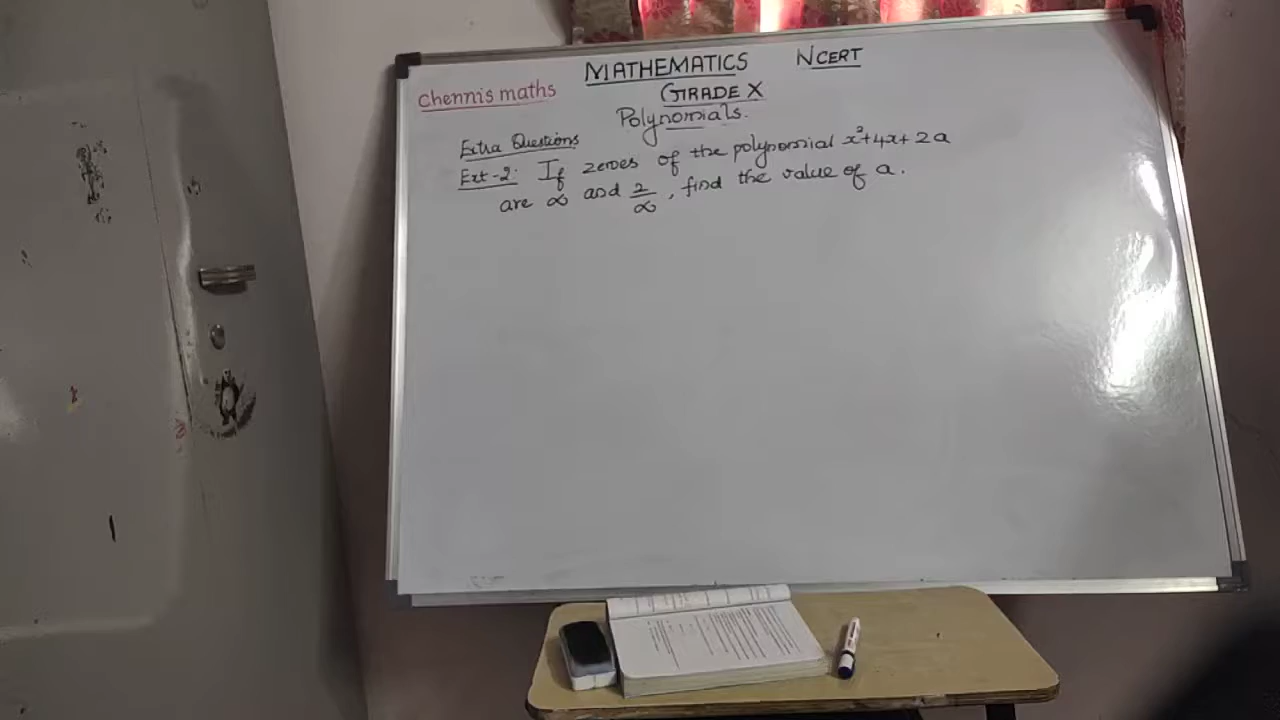 MATHEMATICS NCERT
chennis maths
GRADE X
Polynomials.
Extra Questions
Ext-2: If zeroes of the polynomial x²+4x+2a
are ∝ and 2/∝, find the value of a.